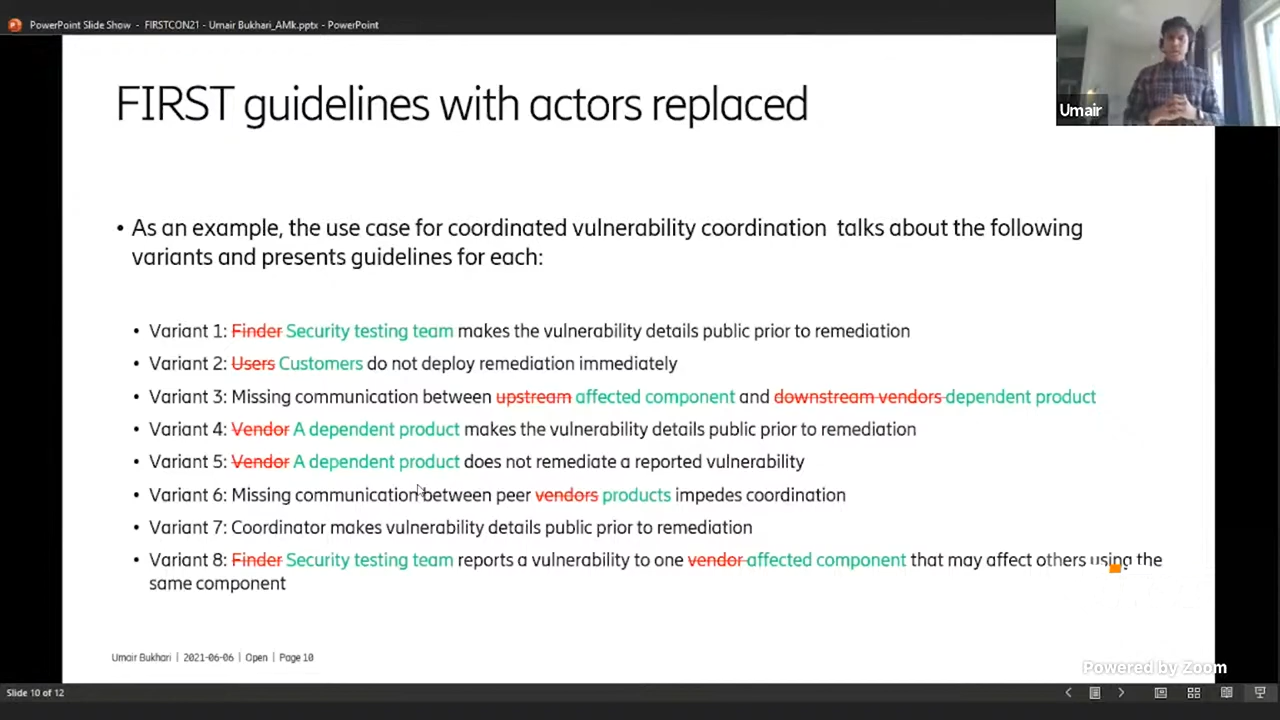 PowerPoint Slide Show - FIRSTCON21 - Umair Bukhari_AMk.pptx - PowerPoint
Umair
FIRST guidelines with actors replaced
• As an example, the use case for coordinated vulnerability coordination talks about the following
variants and presents guidelines for each:
• Variant 1: Finder Security testing team makes the vulnerability details public prior to remediation
• Variant 2: Users Customers do not deploy remediation immediately
• Variant 3: Missing communication between upstream affected component and downstream vendors dependent product
• Variant 4: Vendor A dependent product makes the vulnerability details public prior to remediation
• Variant 5: Vendor A dependent product does not remediate a reported vulnerability
• Variant 6: Missing communication between peer vendors products impedes coordination
• Variant 7: Coordinator makes vulnerability details public prior to remediation
• Variant 8: Finder Security testing team reports a vulnerability to one vendor affected component that may affect others using the
same component
Umair Bukhari | 2021-06-06 | Open | Page 10
Powered by Zoom
Slide 10 of 12